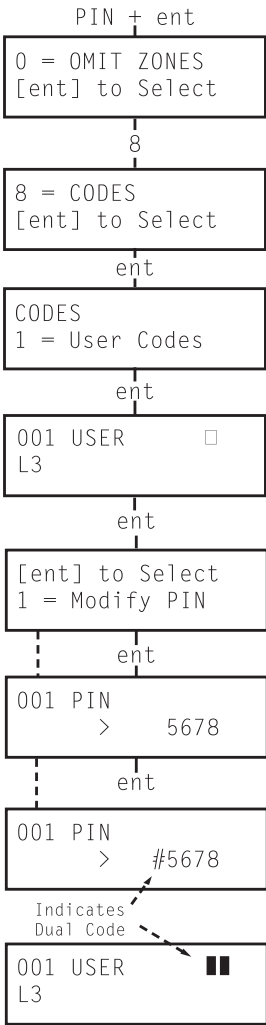 PIN + ent
0 = OMIT ZONES
[ent] to Select
8
8 = CODES
[ent] to Select
ent
CODES
1 = User Codes
ent
001 USER □
L3
ent
[ent] to Select
1 = Modify PIN
ent
001 PIN
> 5678
ent
001 PIN
> #5678
Indicates
Dual Code
001 USER ▮▮
L3